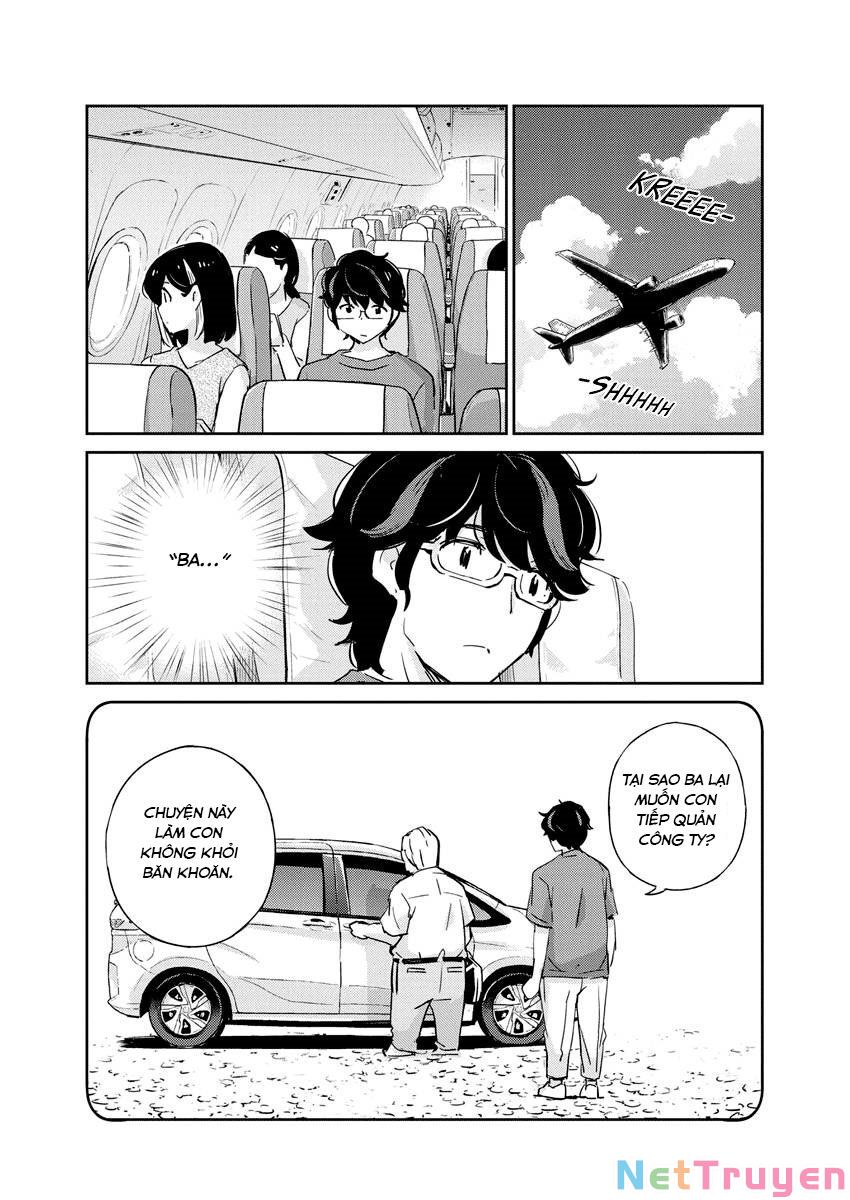 KREEEE-
-SHHHHH
“BA...”
TẠI SAO BA LẠI
MUỐN CON
TIẾP QUẢN
CÔNG TY?
CHUYỆN NÀY
LÀM CON
KHÔNG KHỎI
BĂN KHOĂN.
NetTruyen